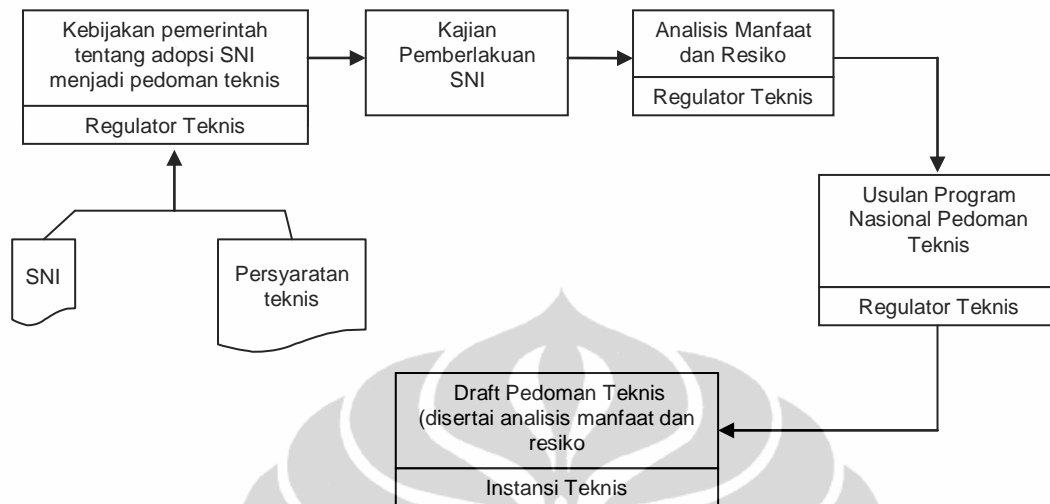 Kebijakan pemerintah
tentang adopsi SNI
menjadi pedoman teknis
Regulator Teknis
Kajian
Pemberlakuan
SNI
Analisis Manfaat
dan Resiko
Regulator Teknis
SNI
Persyaratan
teknis
Usulan Program
Nasional Pedoman
Teknis
Regulator Teknis
Draft Pedoman Teknis
(disertai analisis manfaat dan
resiko
Instansi Teknis